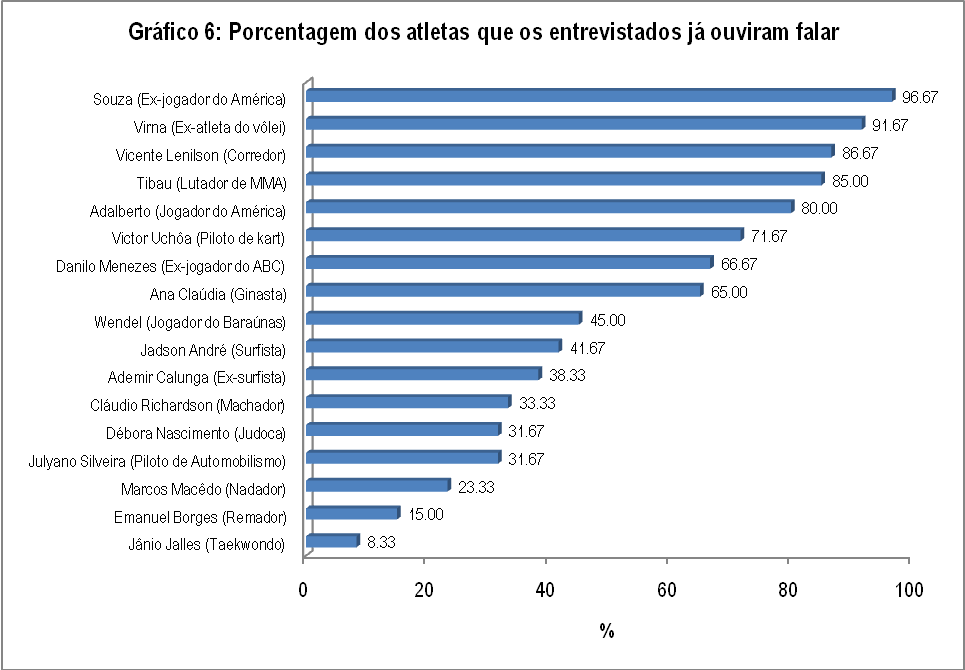 Gráfico 6: Porcentagem dos atletas que os entrevistados já ouviram falar
Souza (Ex-jogador do América) 96.67
Virna (Ex-atleta do vôlei) 91.67
Vicente Lenilson (Corredor) 86.67
Tibau (Lutador de MMA) 85.00
Adalberto (Jogador do América) 80.00
Victor Uchôa (Piloto de kart) 71.67
Danilo Menezes (Ex-jogador do ABC) 66.67
Ana Claúdia (Ginasta) 65.00
Wendel (Jogador do Baraúnas) 45.00
Jadson André (Surfista) 41.67
Ademir Calunga (Ex-surfista) 38.33
Cláudio Richardson (Machador) 33.33
Débora Nascimento (Judoca) 31.67
Julyano Silveira (Piloto de Automobilismo) 31.67
Marcos Macêdo (Nadador) 23.33
Emanuel Borges (Remador) 15.00
Jânio Jalles (Taekwondo) 8.33
0 20 40 60 80 100
%